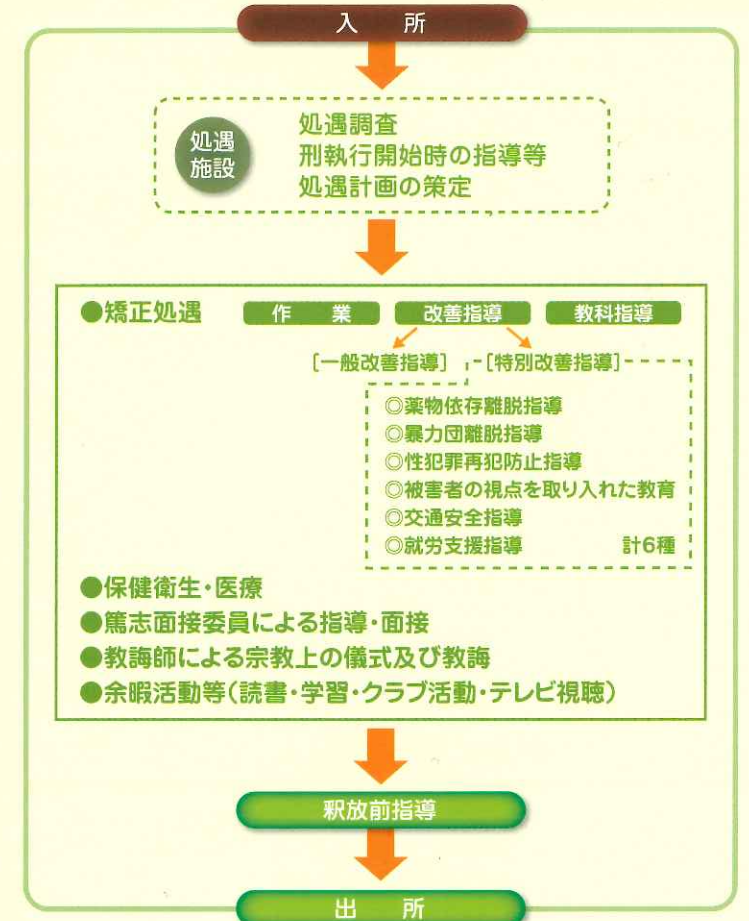 入 所
処遇
施設
処遇調査
刑執行開始時の指導等
処遇計画の策定
●矯正処遇 作 業 改善指導 教科指導
[一般改善指導] [特別改善指導]
◎薬物依存離脱指導
◎暴力団離脱指導
◎性犯罪再犯防止指導
◎被害者の視点を取り入れた教育
◎交通安全指導
◎就労支援指導 計6種
●保健衛生・医療
●篤志面接委員による指導・面接
●教誨師による宗教上の儀式及び教誨
●余暇活動等(読書・学習・クラブ活動・テレビ視聴)
釈放前指導
出 所